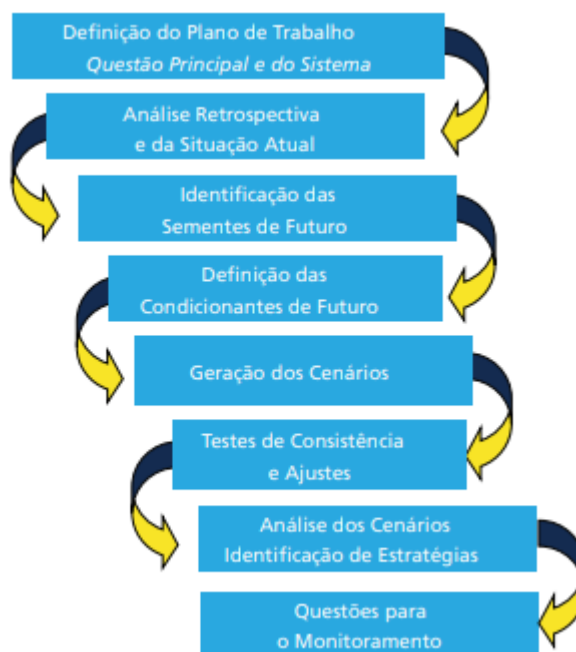 Definição do Plano de Trabalho
Questão Principal e do Sistema
Análise Retrospectiva
e da Situação Atual
Identificação das
Sementes de Futuro
Definição das
Condicionantes de Futuro
Geração dos Cenários
Testes de Consistência
e Ajustes
Análise dos Cenários
Identificação de Estratégias
Questões para
o Monitoramento